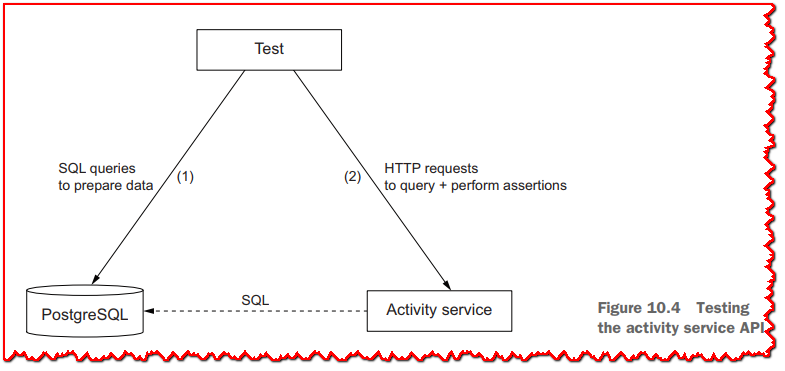 Test
SQL queries
to prepare data
(1)
(2)
HTTP requests
to query + perform assertions
PostgreSQL
SQL
Activity service
Figure 10.4 Testing
the activity service API